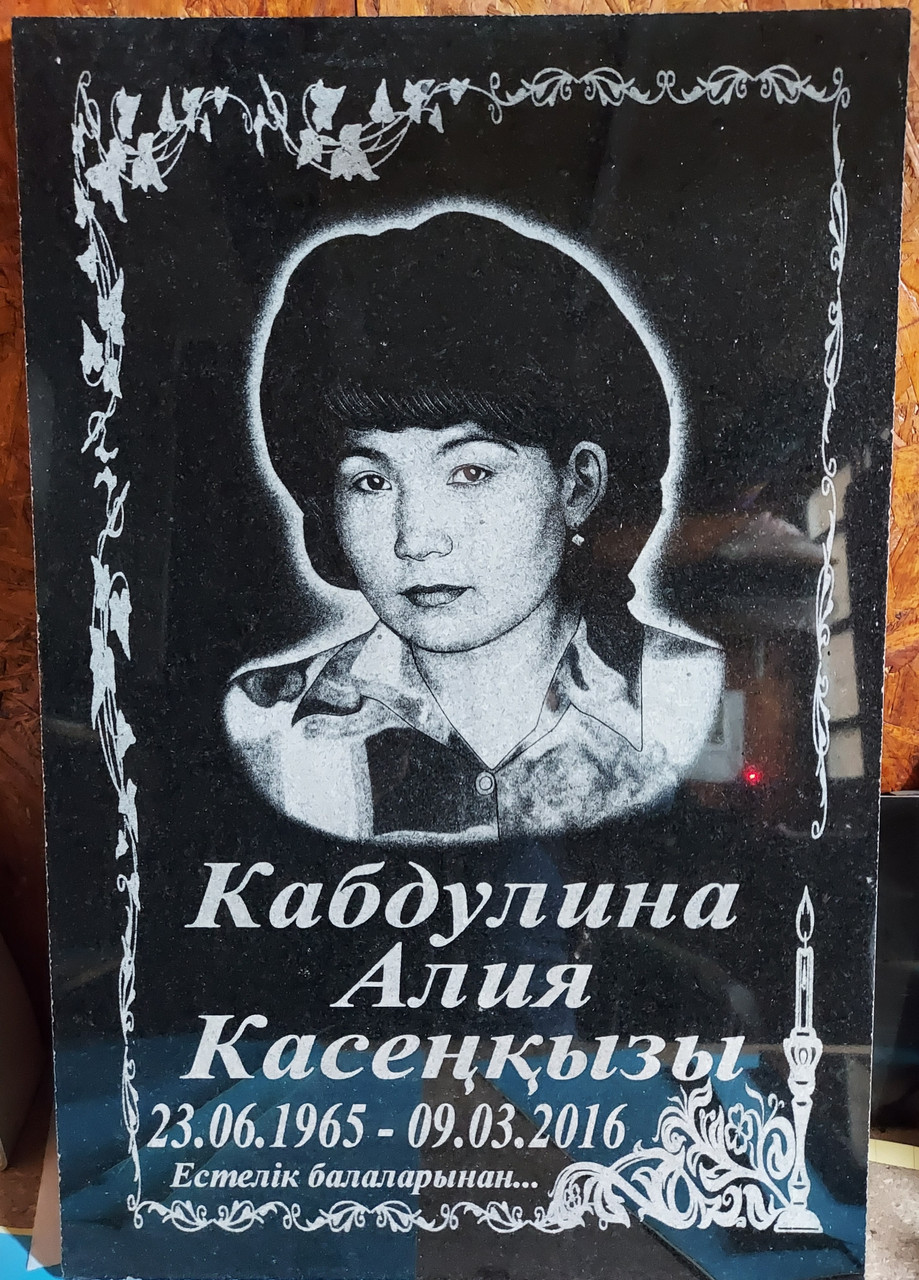 Кабдулина
Алия
Касеңқызы
23.06.1965 - 09.03.2016
Естелік балаларынан...